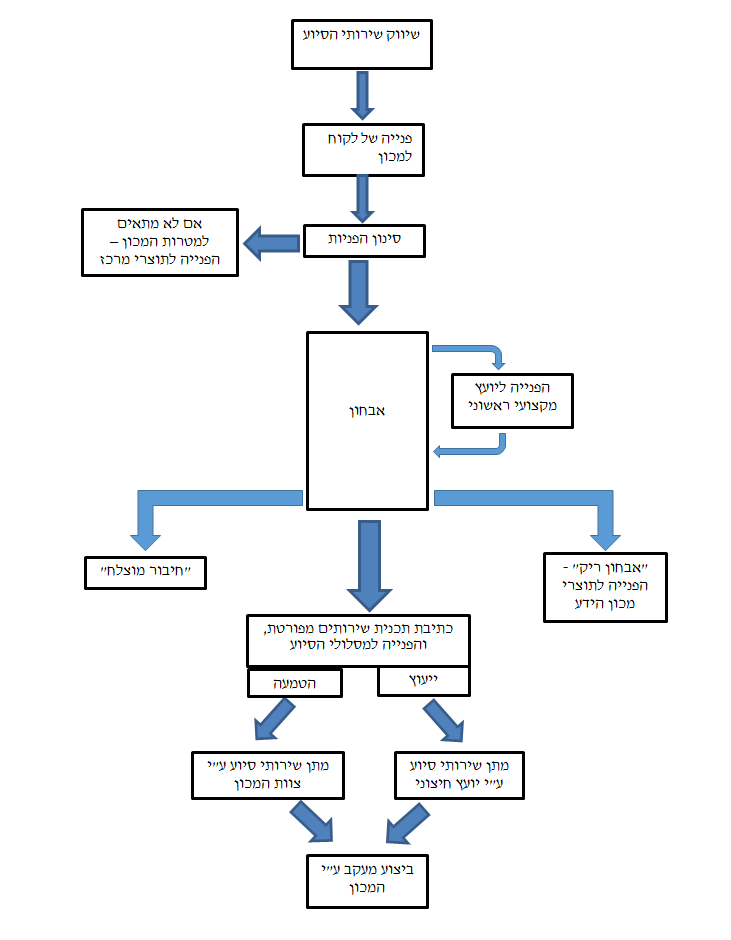 שיווק שירותי הסיוע
פנייה של לקוח
למכון
סינון הפניות
אם לא מתאים
למטרות המכון –
הפנייה לתוצרי מרכז
אבחון
הפנייה ליועץ
מקצועי ראשוני
"חיבור מוצלח"
"אבחון ריק" -
הפנייה לתוצרי
מכון הידע
כתיבת תכנית שירותים מפורטת,
והפנייה למסלולי הסיוע
ייעוץ
הטמעה
מתן שירותי סיוע
ע"י יועץ חיצוני
מתן שירותי סיוע ע"י
צוות המכון
ביצוע מעקב ע"י
המכון